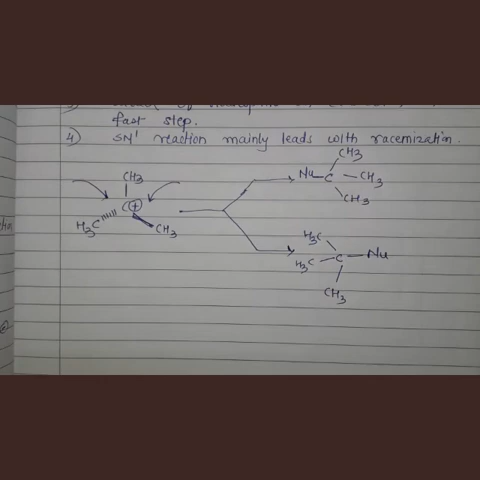 fast step.
4) SN1 reaction mainly leads with racemization.
CH3
C⊕
H3C
CH3
Nu—C—CH3
CH3
CH3
H3C
H3C—C—Nu
CH3